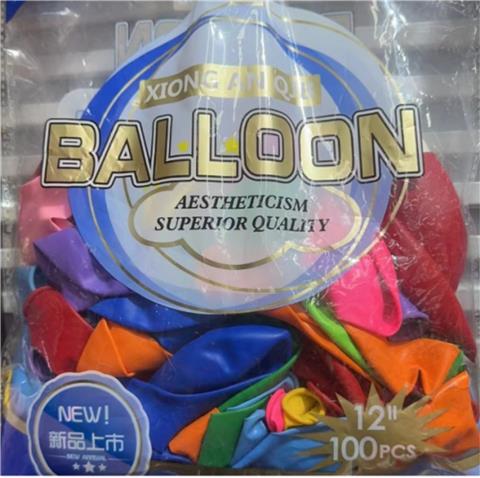 XIONG AN QI
BALLOON
AESTHETICISM
SUPERIOR QUALITY
NEW!
新品上市
NEW ARRIVAL
12"
100PCS